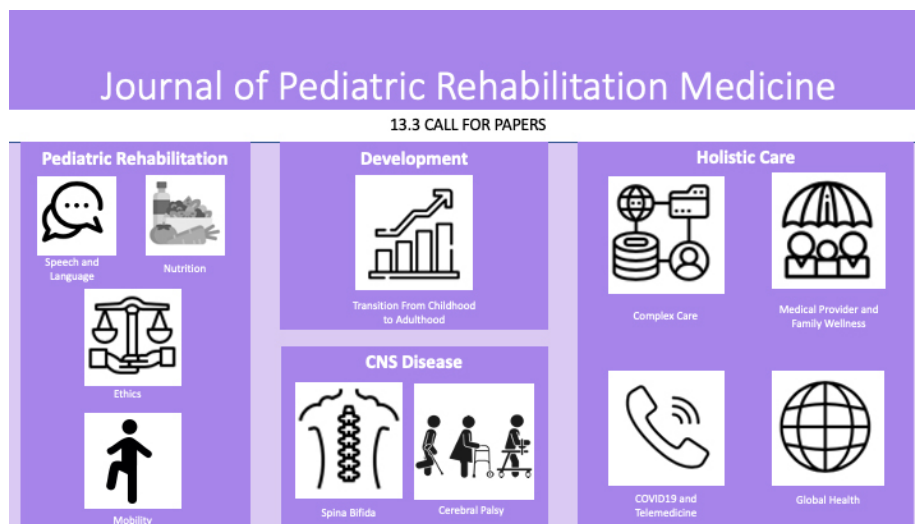 Journal of Pediatric Rehabilitation Medicine
13.3 CALL FOR PAPERS
Pediatric Rehabilitation
Speech and
Language
Nutrition
Ethics
Mobility
Development
Transition From Childhood
to Adulthood
CNS Disease
Spina Bifida
Cerebral Palsy
Holistic Care
Complex Care
Medical Provider and
Family Wellness
COVID19 and
Telemedicine
Global Health